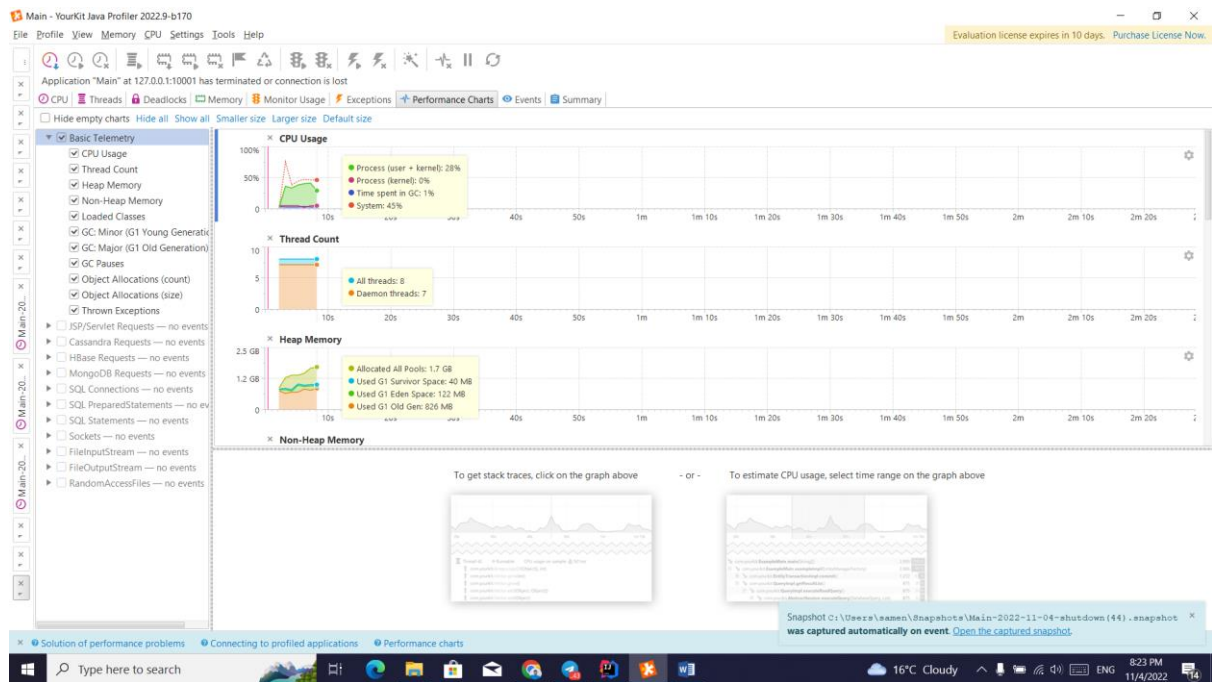 Main - YourKit Java Profiler 2022.9-b170
File Profile View Memory CPU Settings Tools Help
Evaluation license expires in 10 days. Purchase License Now.
Application "Main" at 127.0.0.1:10001 has terminated or connection is lost
CPU Threads Deadlocks Memory Monitor Usage Exceptions Performance Charts Events Summary
Hide empty charts Hide all Show all Smaller size Larger size Default size
Basic Telemetry
CPU Usage
Thread Count
Heap Memory
Non-Heap Memory
Loaded Classes
GC: Minor (G1 Young Generatic
GC: Major (G1 Old Generation)
GC Pauses
Object Allocations (count)
Object Allocations (size)
Thrown Exceptions
JSP/Servlet Requests — no events
Cassandra Requests — no events
HBase Requests — no events
MongoDB Requests — no events
SQL Connections — no events
SQL PreparedStatements — no ev
SQL Statements — no events
Sockets — no events
FileInputStream — no events
FileOutputStream — no events
RandomAccessFiles — no events
Main-20...
Main-20...
Main-20...
CPU Usage
100%
50%
0
Process (user + kernel): 28%
Process (kernel): 0%
Time spent in GC: 1%
System: 45%
10s 20s 30s 40s 50s 1m 1m 10s 1m 20s 1m 30s 1m 40s 1m 50s 2m 2m 10s 2m 20s
Thread Count
10
5
0
All threads: 8
Daemon threads: 7
10s 20s 30s 40s 50s 1m 1m 10s 1m 20s 1m 30s 1m 40s 1m 50s 2m 2m 10s 2m 20s
Heap Memory
2.5 GB
1.2 GB
0
Allocated All Pools: 1.7 GB
Used G1 Survivor Space: 40 MB
Used G1 Eden Space: 122 MB
Used G1 Old Gen: 826 MB
10s 20s 30s 40s 50s 1m 1m 10s 1m 20s 1m 30s 1m 40s 1m 50s 2m 2m 10s 2m 20s
Non-Heap Memory
To get stack traces, click on the graph above - or - To estimate CPU usage, select time range on the graph above
Snapshot C:\Users\samen\Snapshots\Main-2022-11-04-shutdown(44).snapshot
was captured automatically on event. Open the captured snapshot.
Solution of performance problems Connecting to profiled applications Performance charts
Type here to search
16°C Cloudy
ENG
8:23 PM
11/4/2022
14